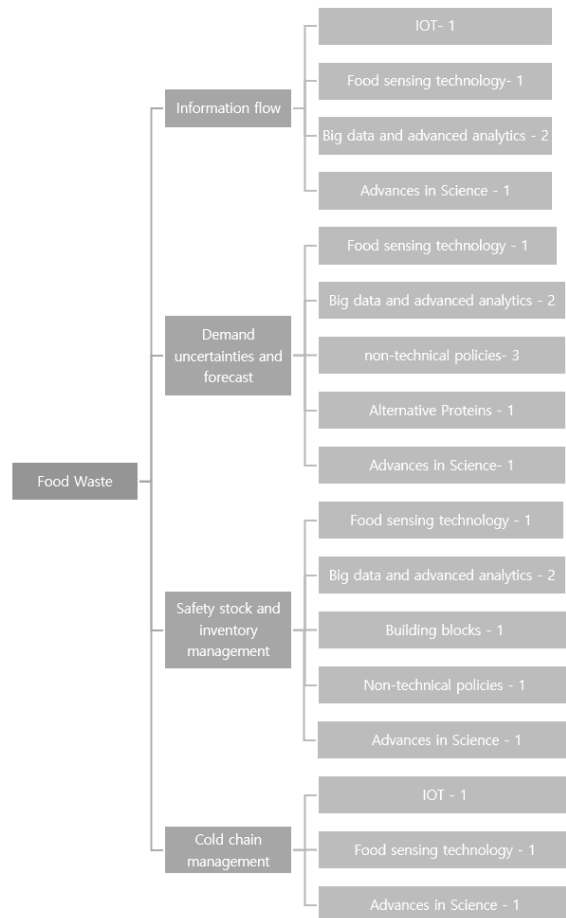 Food Waste
Information flow
IOT- 1
Food sensing technology- 1
Big data and advanced analytics - 2
Advances in Science - 1
Demand
uncertainties and
forecast
Food sensing technology - 1
Big data and advanced analytics - 2
non-technical policies- 3
Alternative Proteins - 1
Advances in Science- 1
Safety stock and
inventory
management
Food sensing technology - 1
Big data and advanced analytics - 2
Building blocks - 1
Non-technical policies - 1
Advances in Science - 1
Cold chain
management
IOT - 1
Food sensing technology - 1
Advances in Science - 1